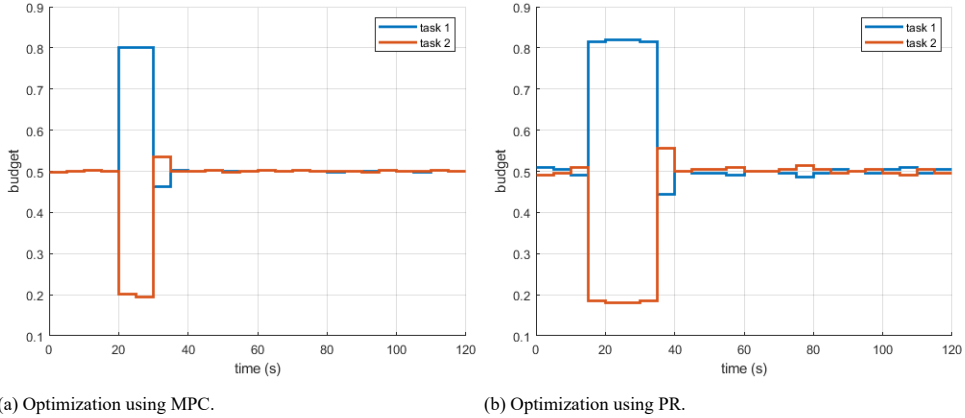 0.9
0.8
0.7
0.6
0.5
0.4
0.3
0.2
0.1
budget
0 20 40 60 80 100 120
time (s)
task 1
task 2
(a) Optimization using MPC.
0.9
0.8
0.7
0.6
0.5
0.4
0.3
0.2
0.1
budget
0 20 40 60 80 100 120
time (s)
task 1
task 2
(b) Optimization using PR.